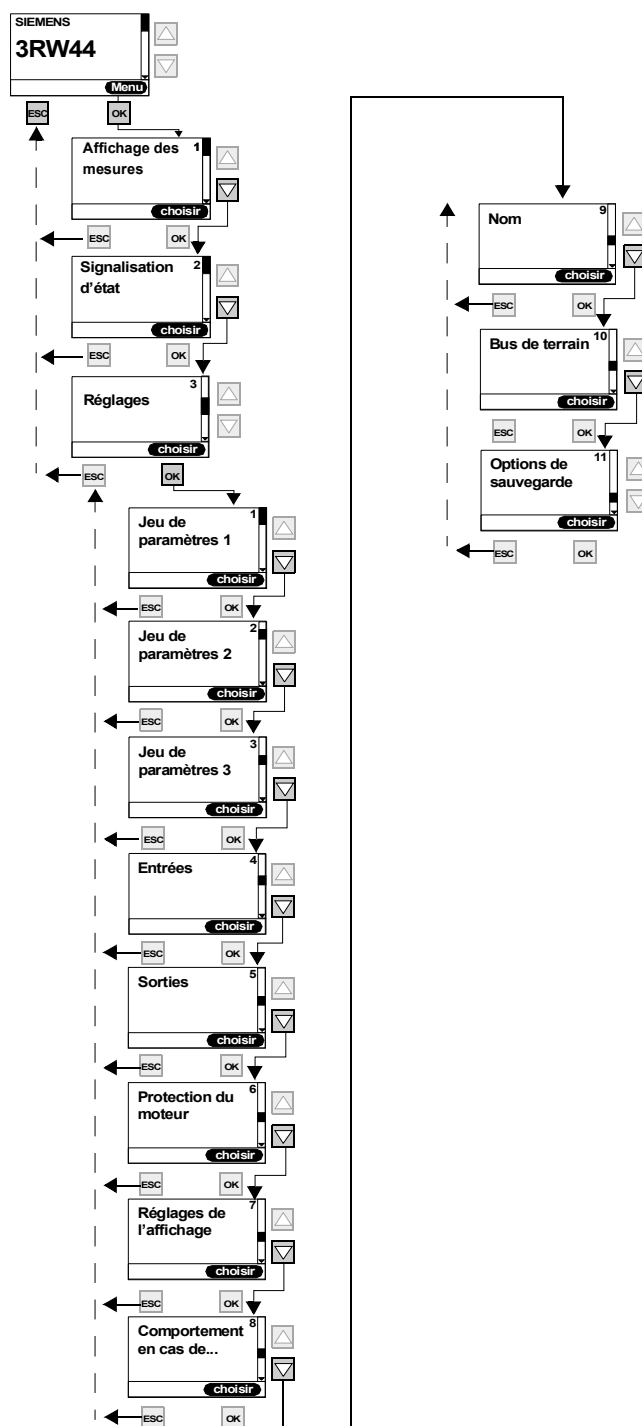 SIEMENS
3RW44
Menu
ESC
OK
Affichage des
mesures
1
choisir
ESC
OK
Signalisation
d’état
2
choisir
ESC
OK
Réglages
3
choisir
ESC
OK
Jeu de
paramètres 1
1
choisir
ESC
OK
Jeu de
paramètres 2
2
choisir
ESC
OK
Jeu de
paramètres 3
3
choisir
ESC
OK
Entrées
4
choisir
ESC
OK
Sorties
5
choisir
ESC
OK
Protection du
moteur
6
choisir
ESC
OK
Réglages de
l’affichage
7
choisir
ESC
OK
Comportement
en cas de...
8
choisir
ESC
OK
Nom
9
choisir
ESC
OK
Bus de terrain
10
choisir
ESC
OK
Options de
sauvegarde
11
choisir
ESC
OK